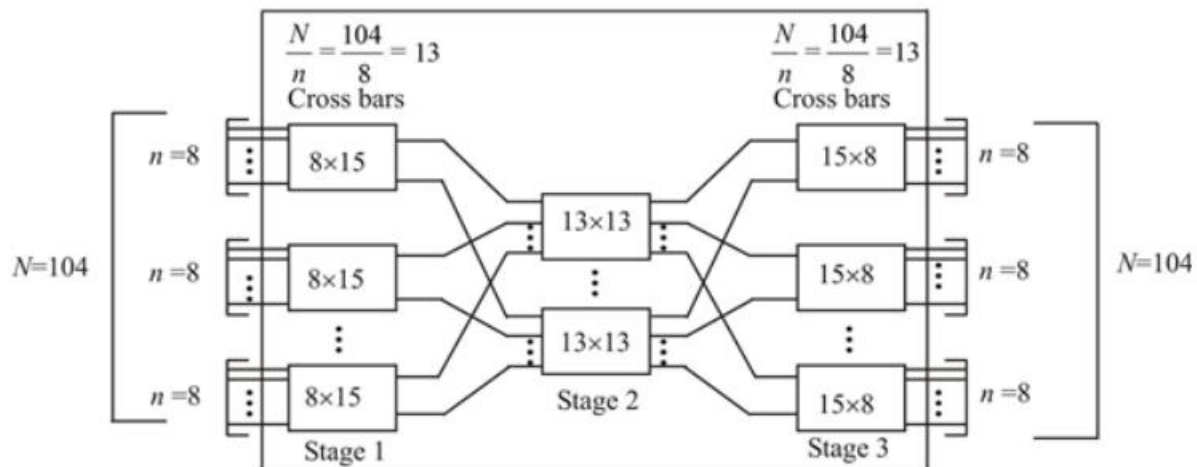 N/n = 104/8 = 13
Cross bars
N/n = 104/8 = 13
Cross bars
n =8
8×15
15×8
n =8
13×13
N=104
n =8
8×15
15×8
n =8
N=104
13×13
n =8
8×15
Stage 2
15×8
n =8
Stage 1
Stage 3